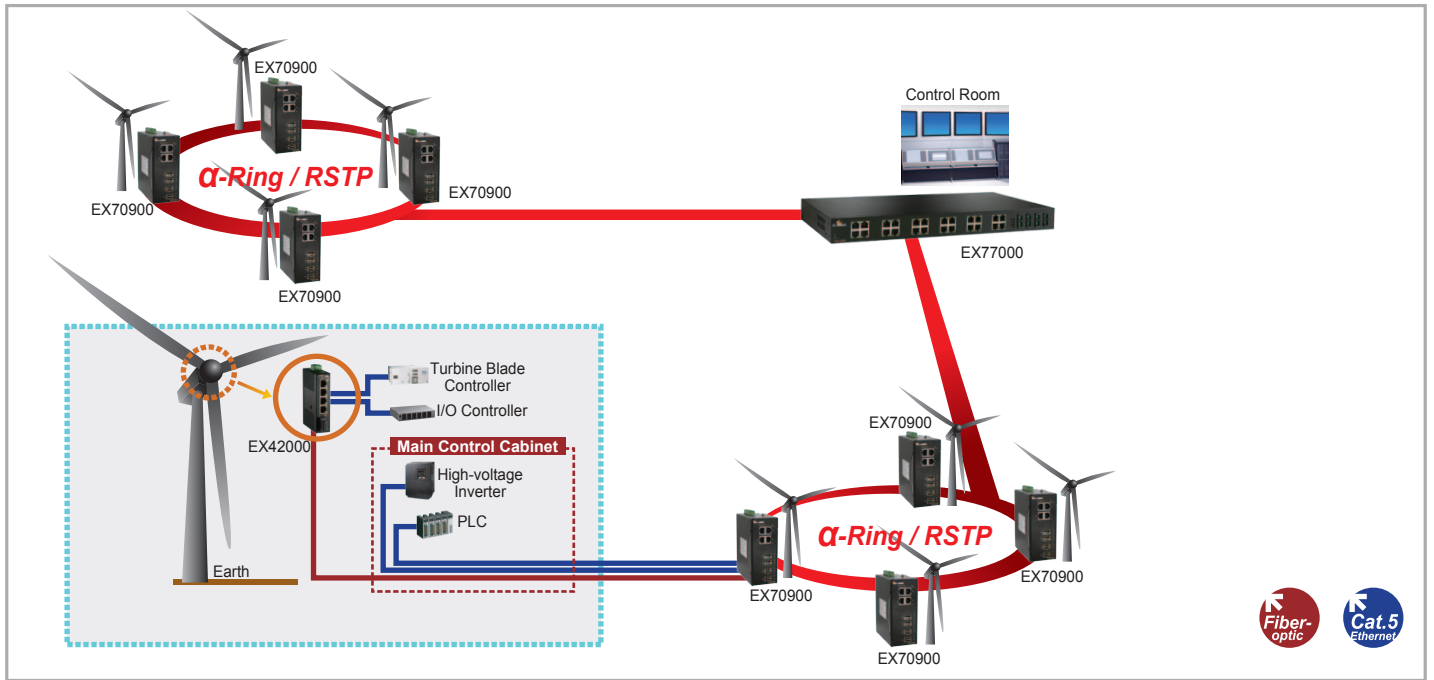 EX70900
EX70900
α-Ring / RSTP
EX70900
EX70900
Control Room
EX77000
Turbine Blade
Controller
I/O Controller
EX42000
Main Control Cabinet
High-voltage
Inverter
PLC
Earth
EX70900
α-Ring / RSTP
EX70900
EX70900
EX70900
Fiber-
optic
Cat.5
Ethernet